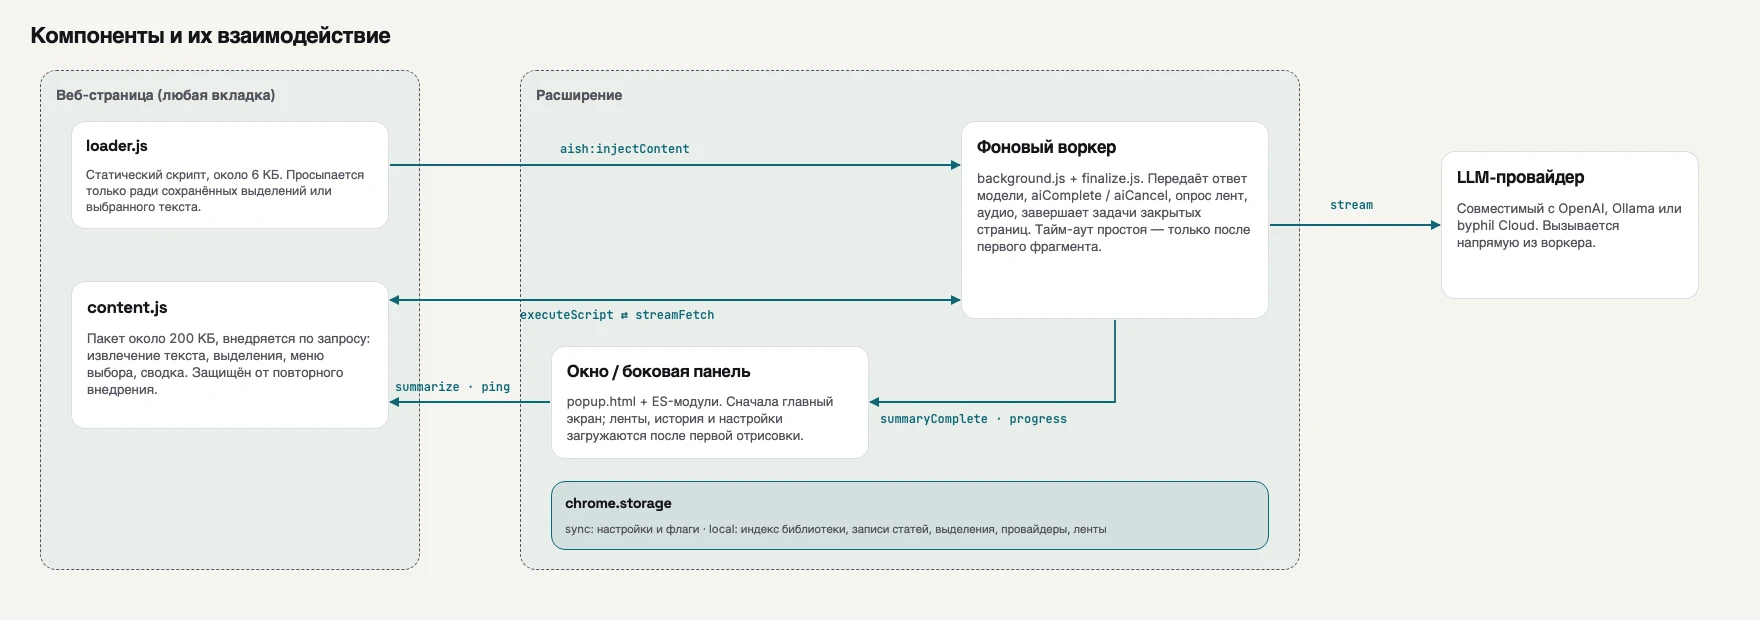 Компоненты и их взаимодействие
Веб-страница (любая вкладка)
loader.js
Статический скрипт, около 6 КБ. Просыпается
только ради сохранённых выделений или
выбранного текста.
content.js
Пакет около 200 КБ, внедряется по запросу:
извлечение текста, выделения, меню
выбора, сводка. Защищён от повторного
внедрения.
Расширение
aish:injectContent
executeScript ⇄ streamFetch
summarize · ping
Фоновый воркер
background.js + finalize.js. Передаёт ответ
модели, aiComplete / aiCancel, опрос лент,
аудио, завершает задачи закрытых
страниц. Тайм-аут простоя — только после
первого фрагмента.
Окно / боковая панель
popup.html + ES-модули. Сначала главный
экран; ленты, история и настройки
загружаются после первой отрисовки.
summaryComplete · progress
chrome.storage
sync: настройки и флаги · local: индекс библиотеки, записи статей, выделения, провайдеры, ленты
stream
LLM-провайдер
Совместимый с OpenAI, Ollama или
byphil Cloud. Вызывается
напрямую из воркера.